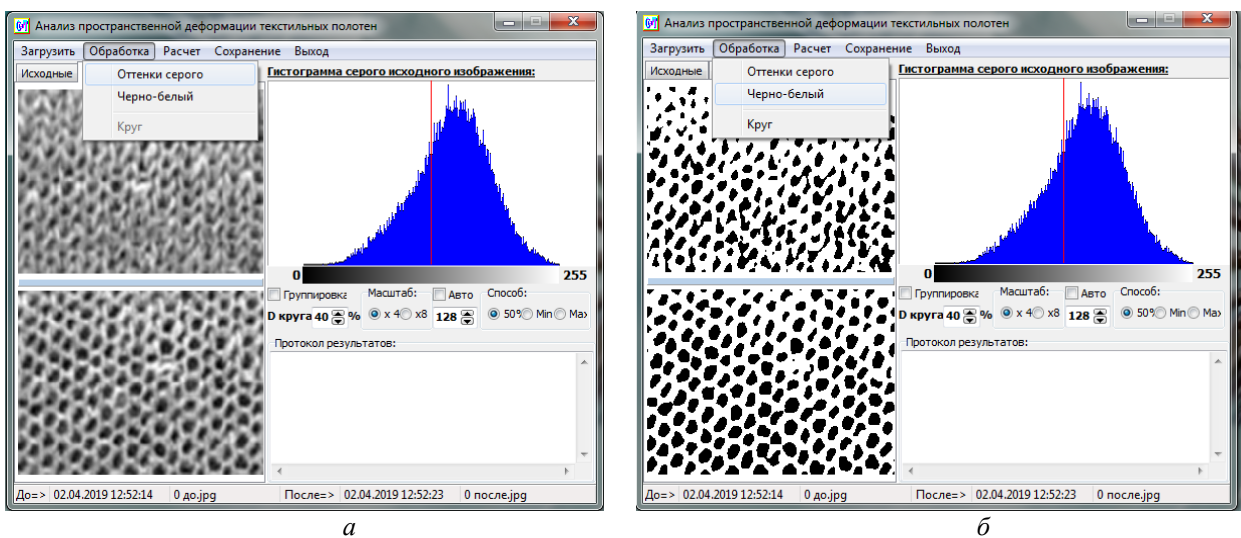 Анализ пространственной деформации текстильных полотен
Загрузить Обработка Расчет Сохранение Выход
Исходные
Оттенки серого
Черно-белый
Круг
Гистограмма серого исходного изображения:
0 255
Группировка Масштаб: Авто Способ:
D круга 40 % x 4 x8 128 50% Min Max
Протокол результатов:
До=> 02.04.2019 12:52:14 0 до.jpg После=> 02.04.2019 12:52:23 0 после.jpg
а
Анализ пространственной деформации текстильных полотен
Загрузить Обработка Расчет Сохранение Выход
Исходные
Оттенки серого
Черно-белый
Круг
Гистограмма серого исходного изображения:
0 255
Группировка Масштаб: Авто Способ:
D круга 40 % x 4 x8 128 50% Min Max
Протокол результатов:
До=> 02.04.2019 12:52:14 0 до.jpg После=> 02.04.2019 12:52:23 0 после.jpg
б